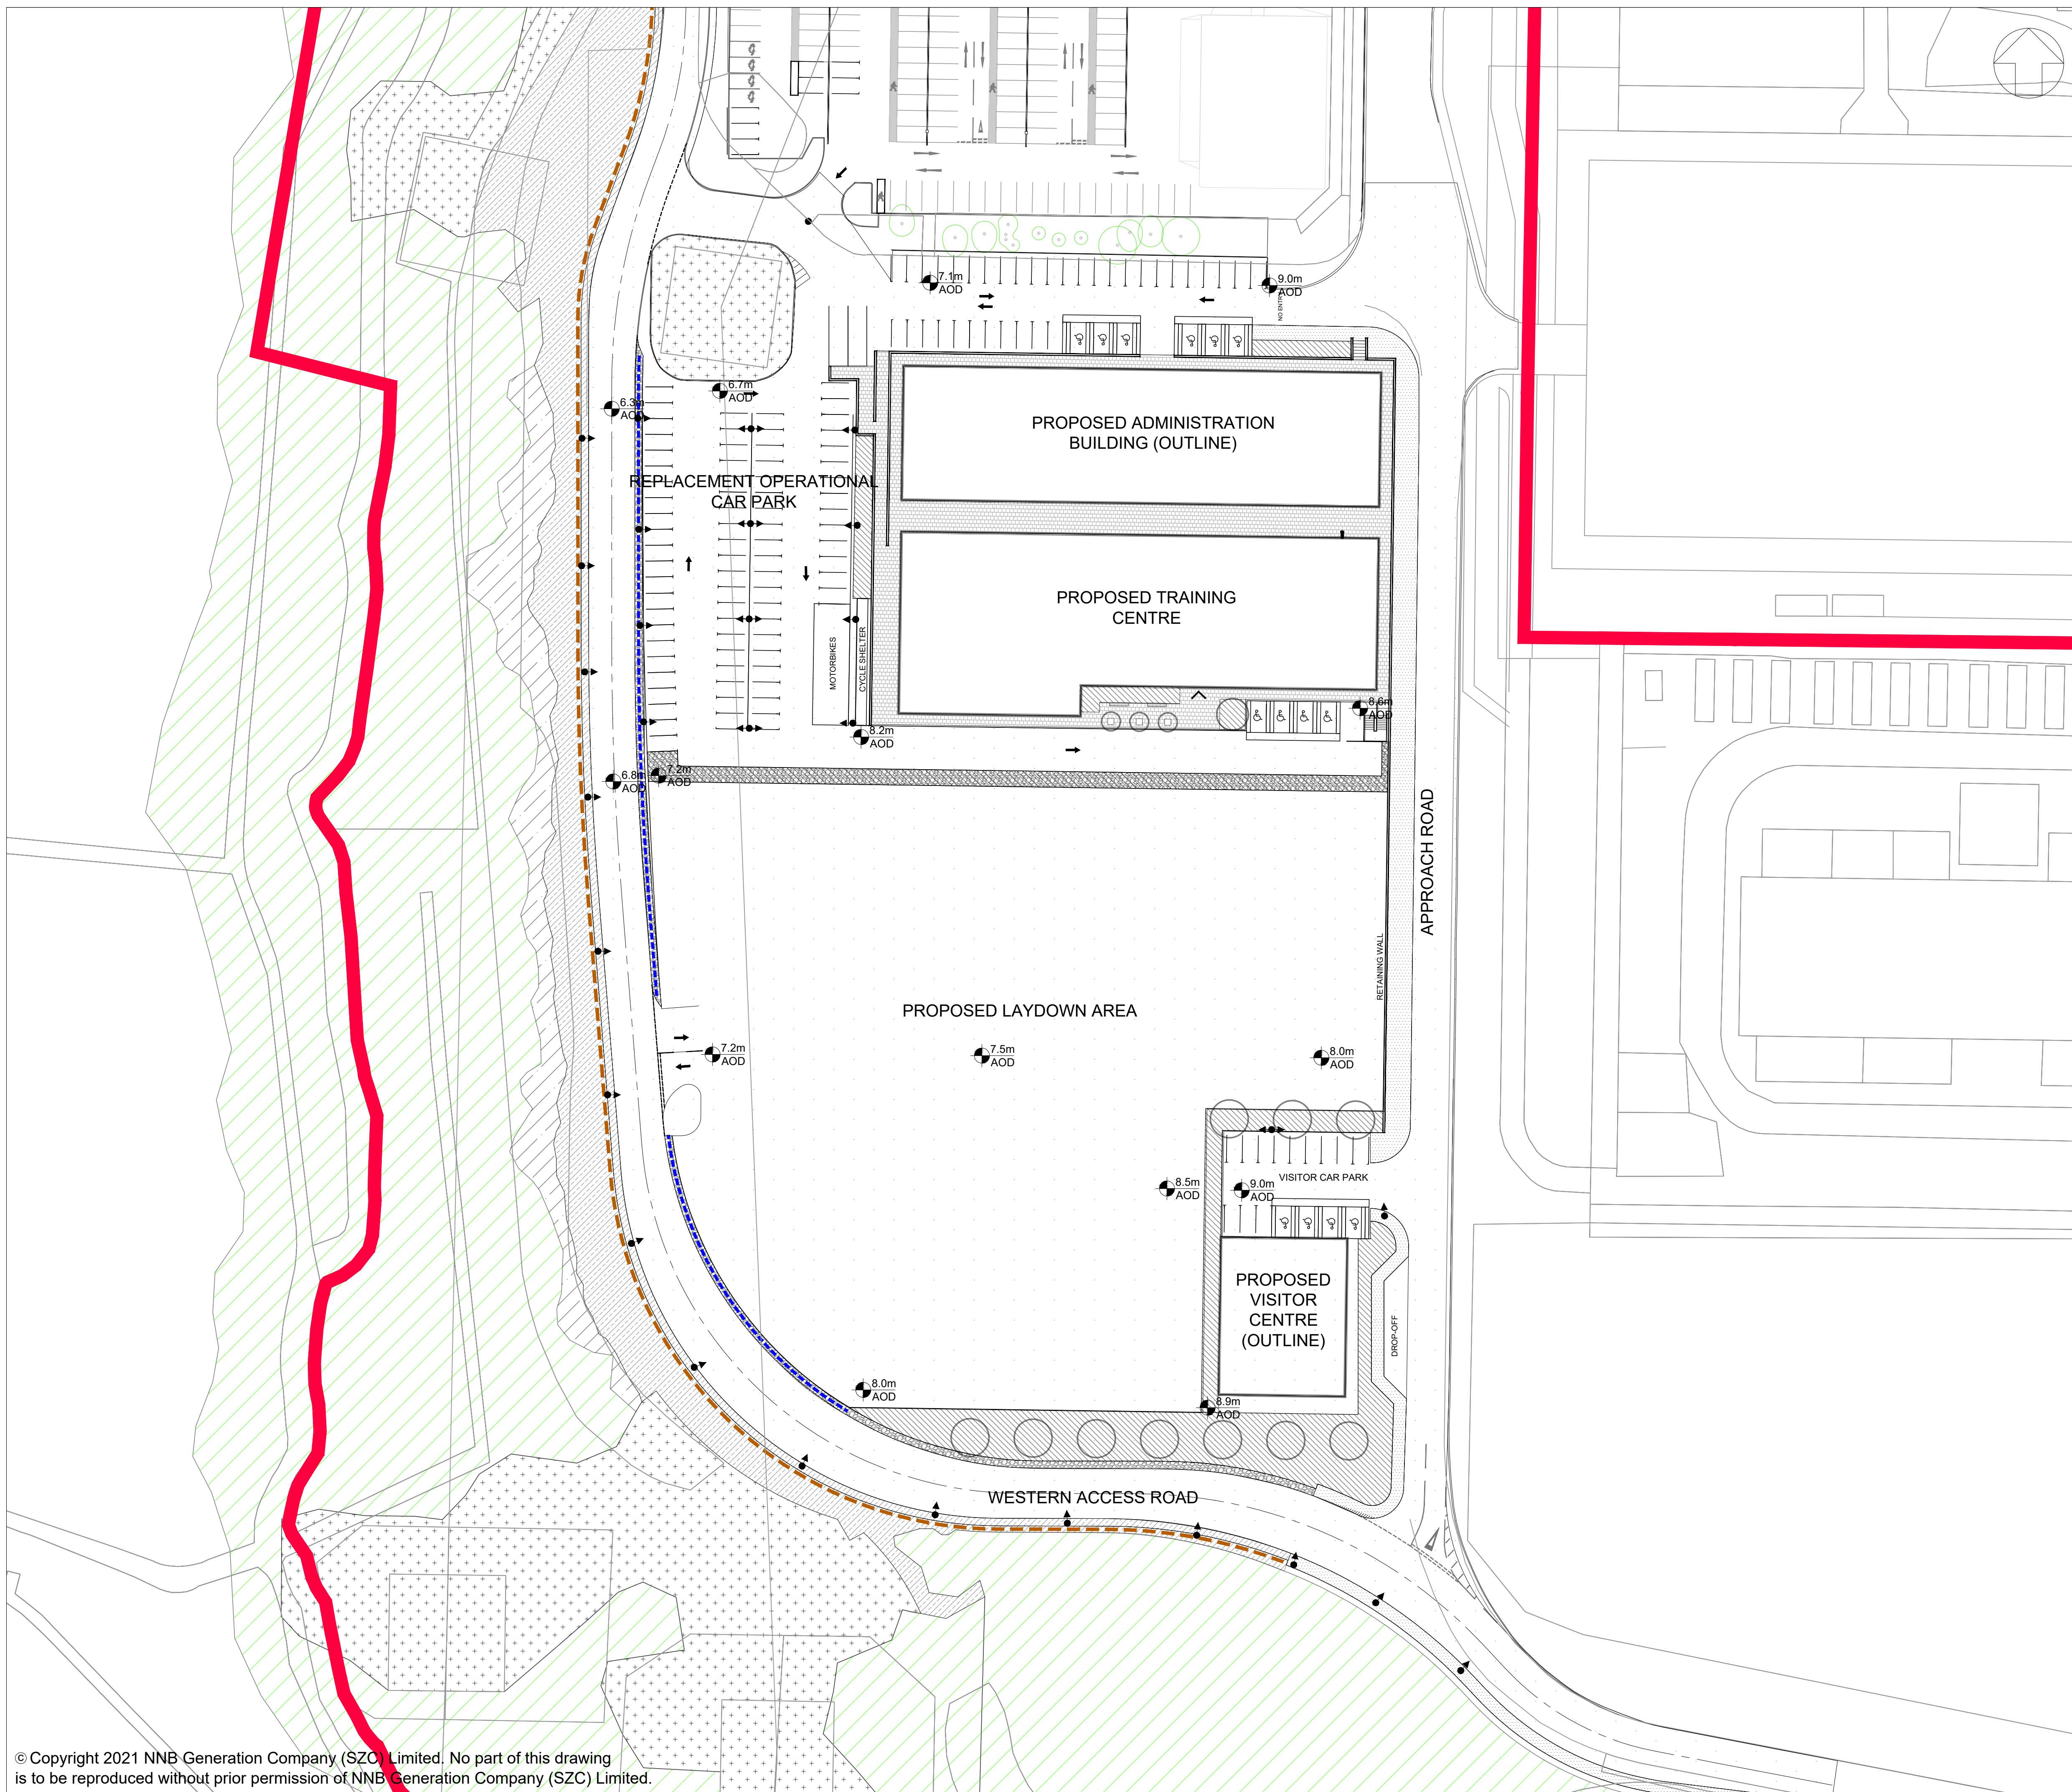 7.1m
AOD
9.0m
AOD
NO ENTRY
6.7m
AOD
6.3m
AOD
PROPOSED ADMINISTRATION
BUILDING (OUTLINE)
REPLACEMENT OPERATIONAL
CAR PARK
PROPOSED TRAINING
CENTRE
MOTORBIKES
CYCLE SHELTER
8.6m
AOD
8.2m
AOD
6.8m
AOD
7.2m
AOD
APPROACH ROAD
RETAINING WALL
PROPOSED LAYDOWN AREA
7.2m
AOD
7.5m
AOD
8.0m
AOD
VISITOR CAR PARK
8.5m
AOD
9.0m
AOD
PROPOSED
VISITOR
CENTRE
(OUTLINE)
DROP-OFF
8.0m
AOD
8.9m
AOD
WESTERN ACCESS ROAD
© Copyright 2021 NNB Generation Company (SZC) Limited. No part of this drawing
is to be reproduced without prior permission of NNB Generation Company (SZC) Limited.